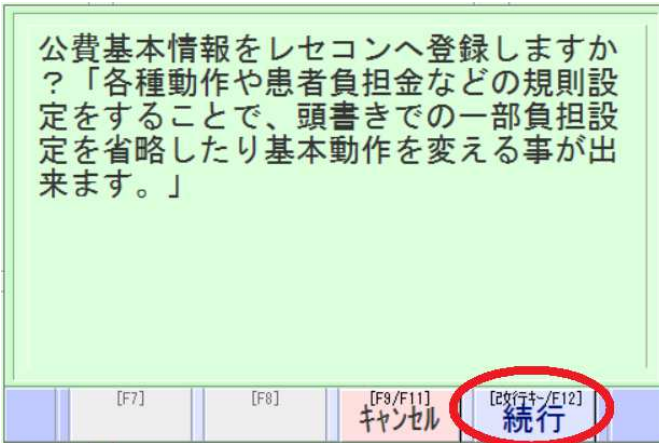 公費基本情報をレセコンへ登録しますか
?「各種動作や患者負担金などの規則設
定をすることで、頭書きでの一部負担設
定を省略したり基本動作を変える事が出
来ます。」
[F7]
[F8]
[F9/F11]
キャンセル
[改行キー/F12]
続行